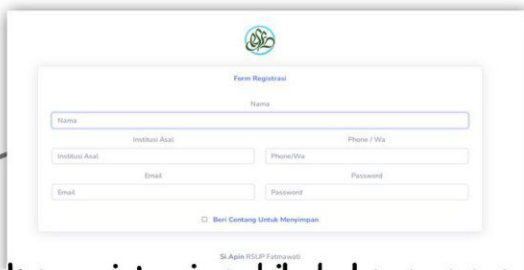 Form Registrasi
Nama
Nama
Institusi Asal Phone / Wa
Institusi Asal Phone/Wa
Email Password
Email Password
Beri Centang Untuk Menyimpan
Si.Apin RSUP Fatmawati